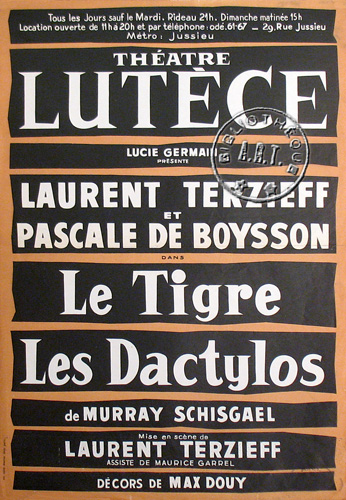 Tous les Jours sauf le Mardi. Rideau 21h. Dimanche matinée 15h
Location ouverte de 11h à 20h et par téléphone: odé. 61-67 - 29, Rue Jussieu
Métro: Jussieu
THÉATRE
LUTÈCE
LUCIE GERMAIN
PRÉSENTE
BIBLIOTHEQUE
A.R.T.
LAURENT TERZIEFF
ET
PASCALE DE BOYSSON
DANS
Le Tigre
Les Dactylos
de MURRAY SCHISGAEL
Mise en scène de
LAURENT TERZIEFF
ASSISTÉ DE MAURICE GARREL
DÉCORS DE MAX DOUY